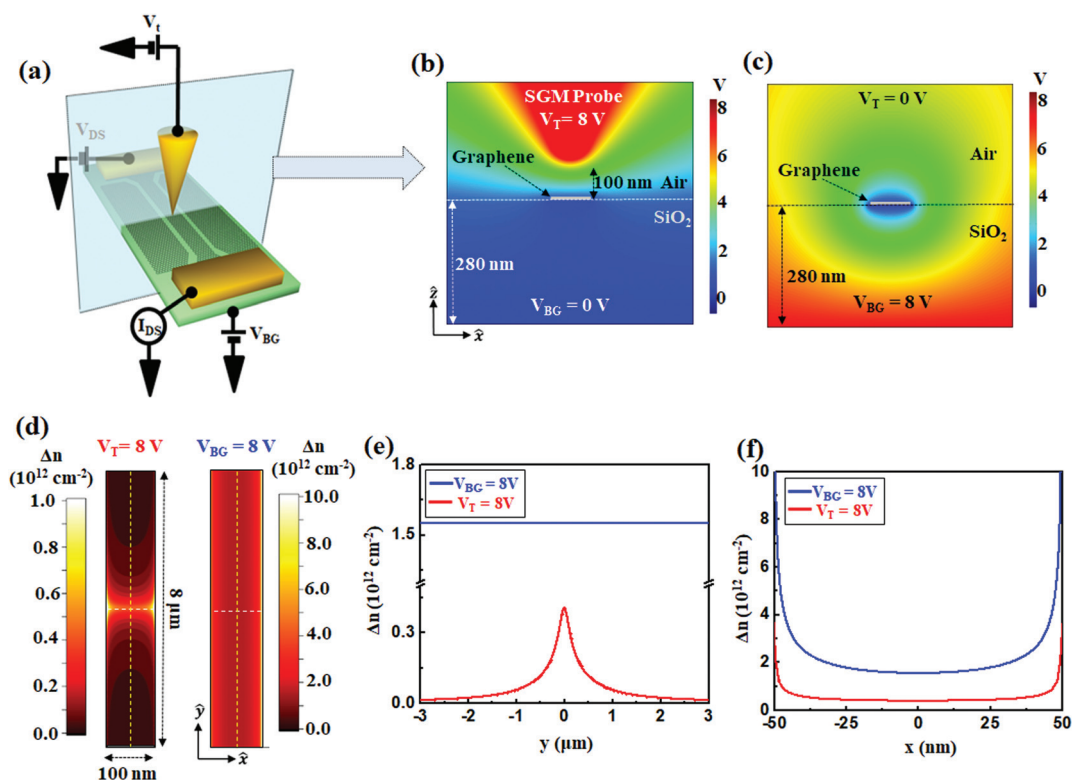 (a)
V_t
V_DS
I_DS
V_BG
(b)
SGM Probe
V_T= 8 V
Graphene
100 nm
Air
SiO₂
280 nm
V_BG = 0 V
ẑ
x̂
V
8
6
4
2
0
(c)
V_T = 0 V
Air
Graphene
SiO₂
280 nm
V_BG = 8 V
V
8
6
4
2
0
(d)
V_T= 8 V
Δn
(10¹² cm⁻²)
1.0
0.8
0.6
0.4
0.2
0.0
8 μm
100 nm
V_BG = 8 V
Δn
(10¹² cm⁻²)
10.0
8.0
6.0
4.0
2.0
0.0
ŷ
x̂
(e)
V_BG = 8V
V_T = 8V
Δn (10¹² cm⁻²)
1.8
1.5
0.3
0.0
-3 -2 -1 0 1 2 3
y (μm)
(f)
V_BG = 8V
V_T = 8V
Δn (10¹² cm⁻²)
10
8
6
4
2
0
-50 -25 0 25 50
x (nm)